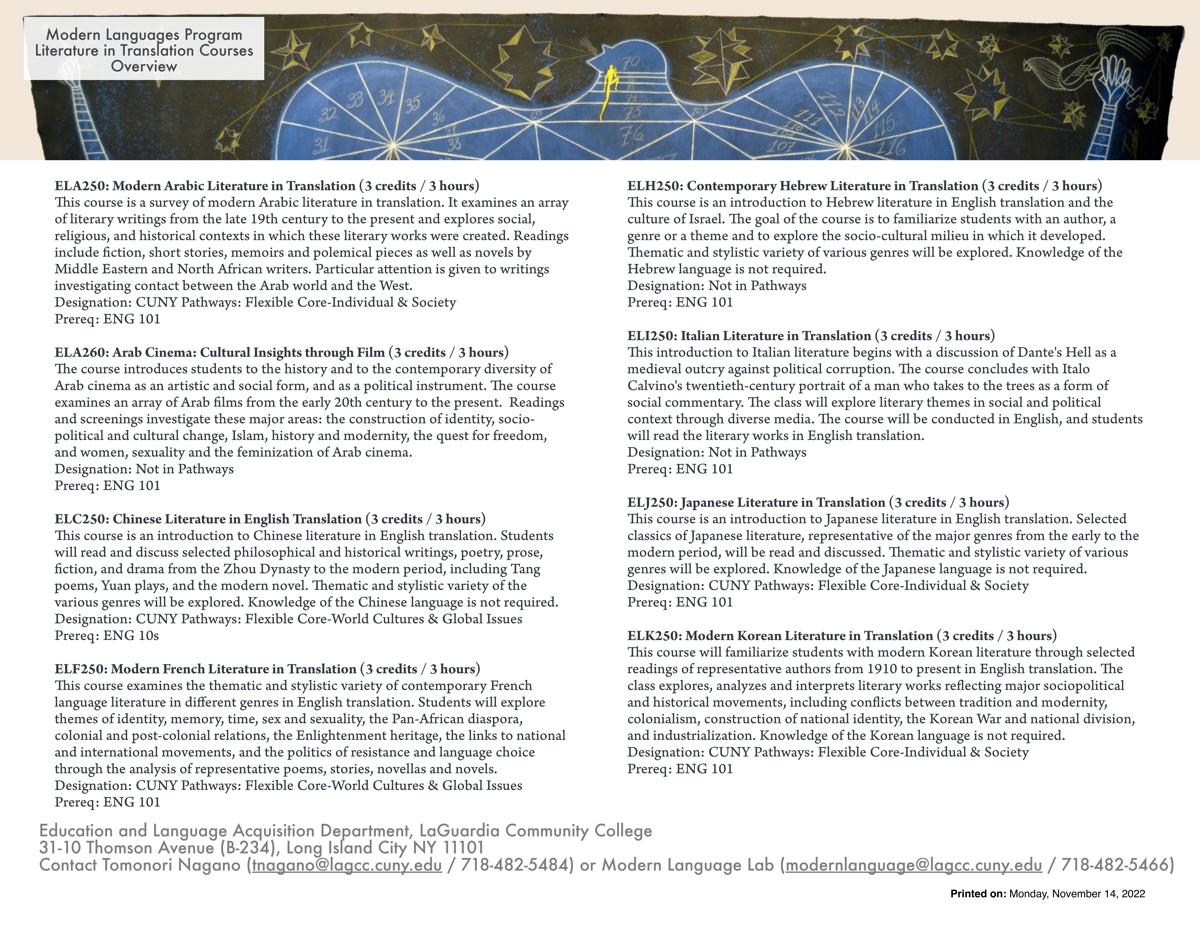 Modern Languages Program
Literature in Translation Courses
Overview
32
33
34
35
36
37
38
31
70
75
76
107
111
112
113
114
115
116
ELA250: Modern Arabic Literature in Translation (3 credits / 3 hours)
This course is a survey of modern Arabic literature in translation. It examines an array
of literary writings from the late 19th century to the present and explores social,
religious, and historical contexts in which these literary works were created. Readings
include fiction, short stories, memoirs and polemical pieces as well as novels by
Middle Eastern and North African writers. Particular attention is given to writings
investigating contact between the Arab world and the West.
Designation: CUNY Pathways: Flexible Core-Individual & Society
Prereq: ENG 101
ELA260: Arab Cinema: Cultural Insights through Film (3 credits / 3 hours)
The course introduces students to the history and to the contemporary diversity of
Arab cinema as an artistic and social form, and as a political instrument. The course
examines an array of Arab films from the early 20th century to the present.  Readings
and screenings investigate these major areas: the construction of identity, socio-
political and cultural change, Islam, history and modernity, the quest for freedom,
and women, sexuality and the feminization of Arab cinema.
Designation: Not in Pathways
Prereq: ENG 101
ELC250: Chinese Literature in English Translation (3 credits / 3 hours)
This course is an introduction to Chinese literature in English translation. Students
will read and discuss selected philosophical and historical writings, poetry, prose,
fiction, and drama from the Zhou Dynasty to the modern period, including Tang
poems, Yuan plays, and the modern novel. Thematic and stylistic variety of the
various genres will be explored. Knowledge of the Chinese language is not required.
Designation: CUNY Pathways: Flexible Core-World Cultures & Global Issues
Prereq: ENG 10s
ELF250: Modern French Literature in Translation (3 credits / 3 hours)
This course examines the thematic and stylistic variety of contemporary French
language literature in different genres in English translation. Students will explore
themes of identity, memory, time, sex and sexuality, the Pan-African diaspora,
colonial and post-colonial relations, the Enlightenment heritage, the links to national
and international movements, and the politics of resistance and language choice
through the analysis of representative poems, stories, novellas and novels.
Designation: CUNY Pathways: Flexible Core-World Cultures & Global Issues
Prereq: ENG 101
ELH250: Contemporary Hebrew Literature in Translation (3 credits / 3 hours)
This course is an introduction to Hebrew literature in English translation and the
culture of Israel. The goal of the course is to familiarize students with an author, a
genre or a theme and to explore the socio-cultural milieu in which it developed.
Thematic and stylistic variety of various genres will be explored. Knowledge of the
Hebrew language is not required.
Designation: Not in Pathways
Prereq: ENG 101
ELI250: Italian Literature in Translation (3 credits / 3 hours)
This introduction to Italian literature begins with a discussion of Dante's Hell as a
medieval outcry against political corruption. The course concludes with Italo
Calvino's twentieth-century portrait of a man who takes to the trees as a form of
social commentary. The class will explore literary themes in social and political
context through diverse media. The course will be conducted in English, and students
will read the literary works in English translation.
Designation: Not in Pathways
Prereq: ENG 101
ELJ250: Japanese Literature in Translation (3 credits / 3 hours)
This course is an introduction to Japanese literature in English translation. Selected
classics of Japanese literature, representative of the major genres from the early to the
modern period, will be read and discussed. Thematic and stylistic variety of various
genres will be explored. Knowledge of the Japanese language is not required.
Designation: CUNY Pathways: Flexible Core-Individual & Society
Prereq: ENG 101
ELK250: Modern Korean Literature in Translation (3 credits / 3 hours)
This course will familiarize students with modern Korean literature through selected
readings of representative authors from 1910 to present in English translation. The
class explores, analyzes and interprets literary works reflecting major sociopolitical
and historical movements, including conflicts between tradition and modernity,
colonialism, construction of national identity, the Korean War and national division,
and industrialization. Knowledge of the Korean language is not required.
Designation: CUNY Pathways: Flexible Core-Individual & Society
Prereq: ENG 101
Education and Language Acquisition Department, LaGuardia Community College
31-10 Thomson Avenue (B-234), Long Island City NY 11101
Contact Tomonori Nagano (tnagano@lagcc.cuny.edu / 718-482-5484) or Modern Language Lab (modernlanguage@lagcc.cuny.edu / 718-482-5466)
Printed on: Monday, November 14, 2022